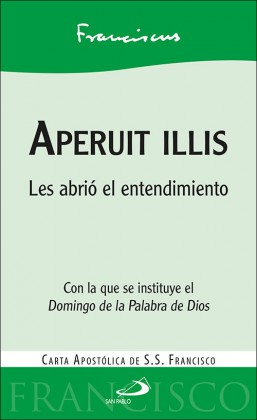 Franciscus
APERUIT ILLIS
Les abrió el entendimiento
Con la que se instituye el
Domingo de la Palabra de Dios
CARTA APOSTÓLICA DE S.S. FRANCISCO
FRANCISCO
SAN PABLO